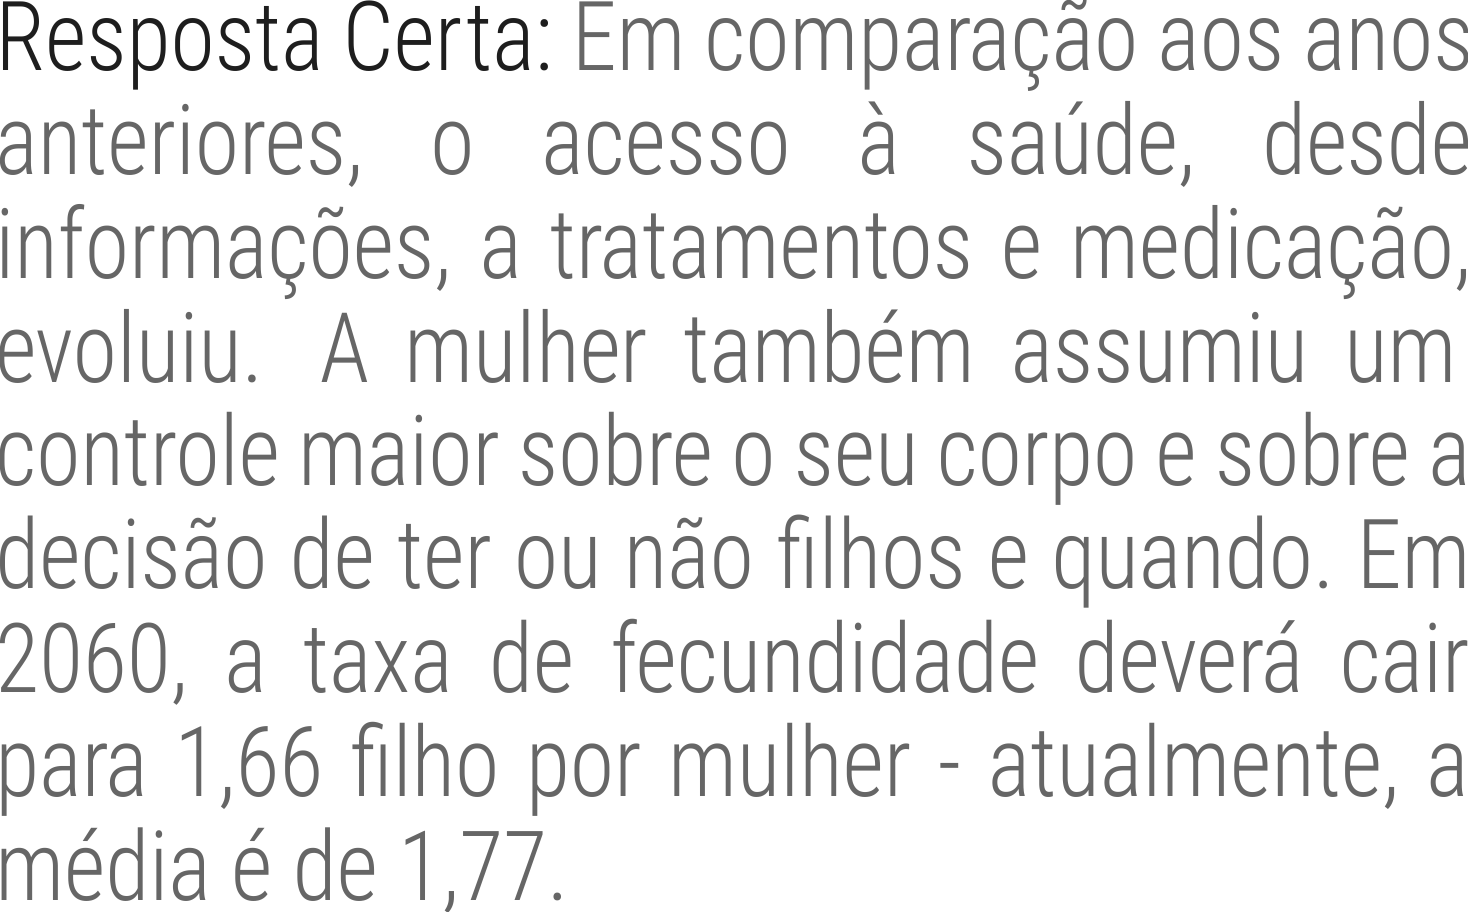 Resposta Certa: Em comparação aos anos
anteriores, o acesso à saúde, desde
informações, a tratamentos e medicação,
evoluiu. A mulher também assumiu um
controle maior sobre o seu corpo e sobre a
decisão de ter ou não filhos e quando. Em
2060, a taxa de fecundidade deverá cair
para 1,66 filho por mulher - atualmente, a
média é de 1,77.